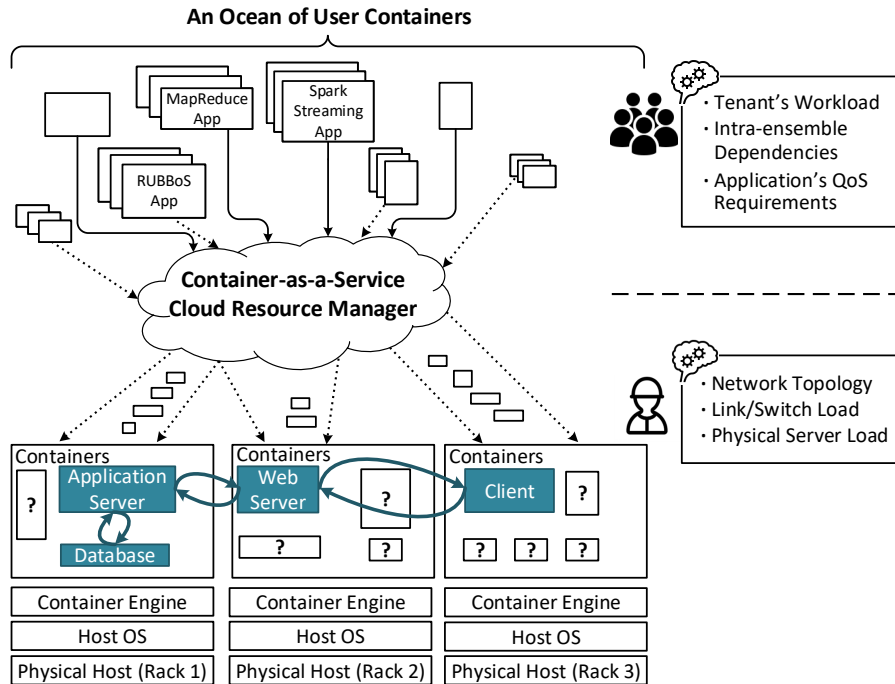 An Ocean of User Containers
MapReduce
App
Spark
Streaming
App
RUBBoS
App
· Tenant's Workload
· Intra-ensemble
Dependencies
· Application's QoS
Requirements
Container-as-a-Service
Cloud Resource Manager
· Network Topology
· Link/Switch Load
· Physical Server Load
Containers
Application
Server
?
Database
Containers
Web
Server
?
?
?
Containers
Client
?
?
?
?
Container Engine
Container Engine
Container Engine
Host OS
Host OS
Host OS
Physical Host (Rack 1)
Physical Host (Rack 2)
Physical Host (Rack 3)